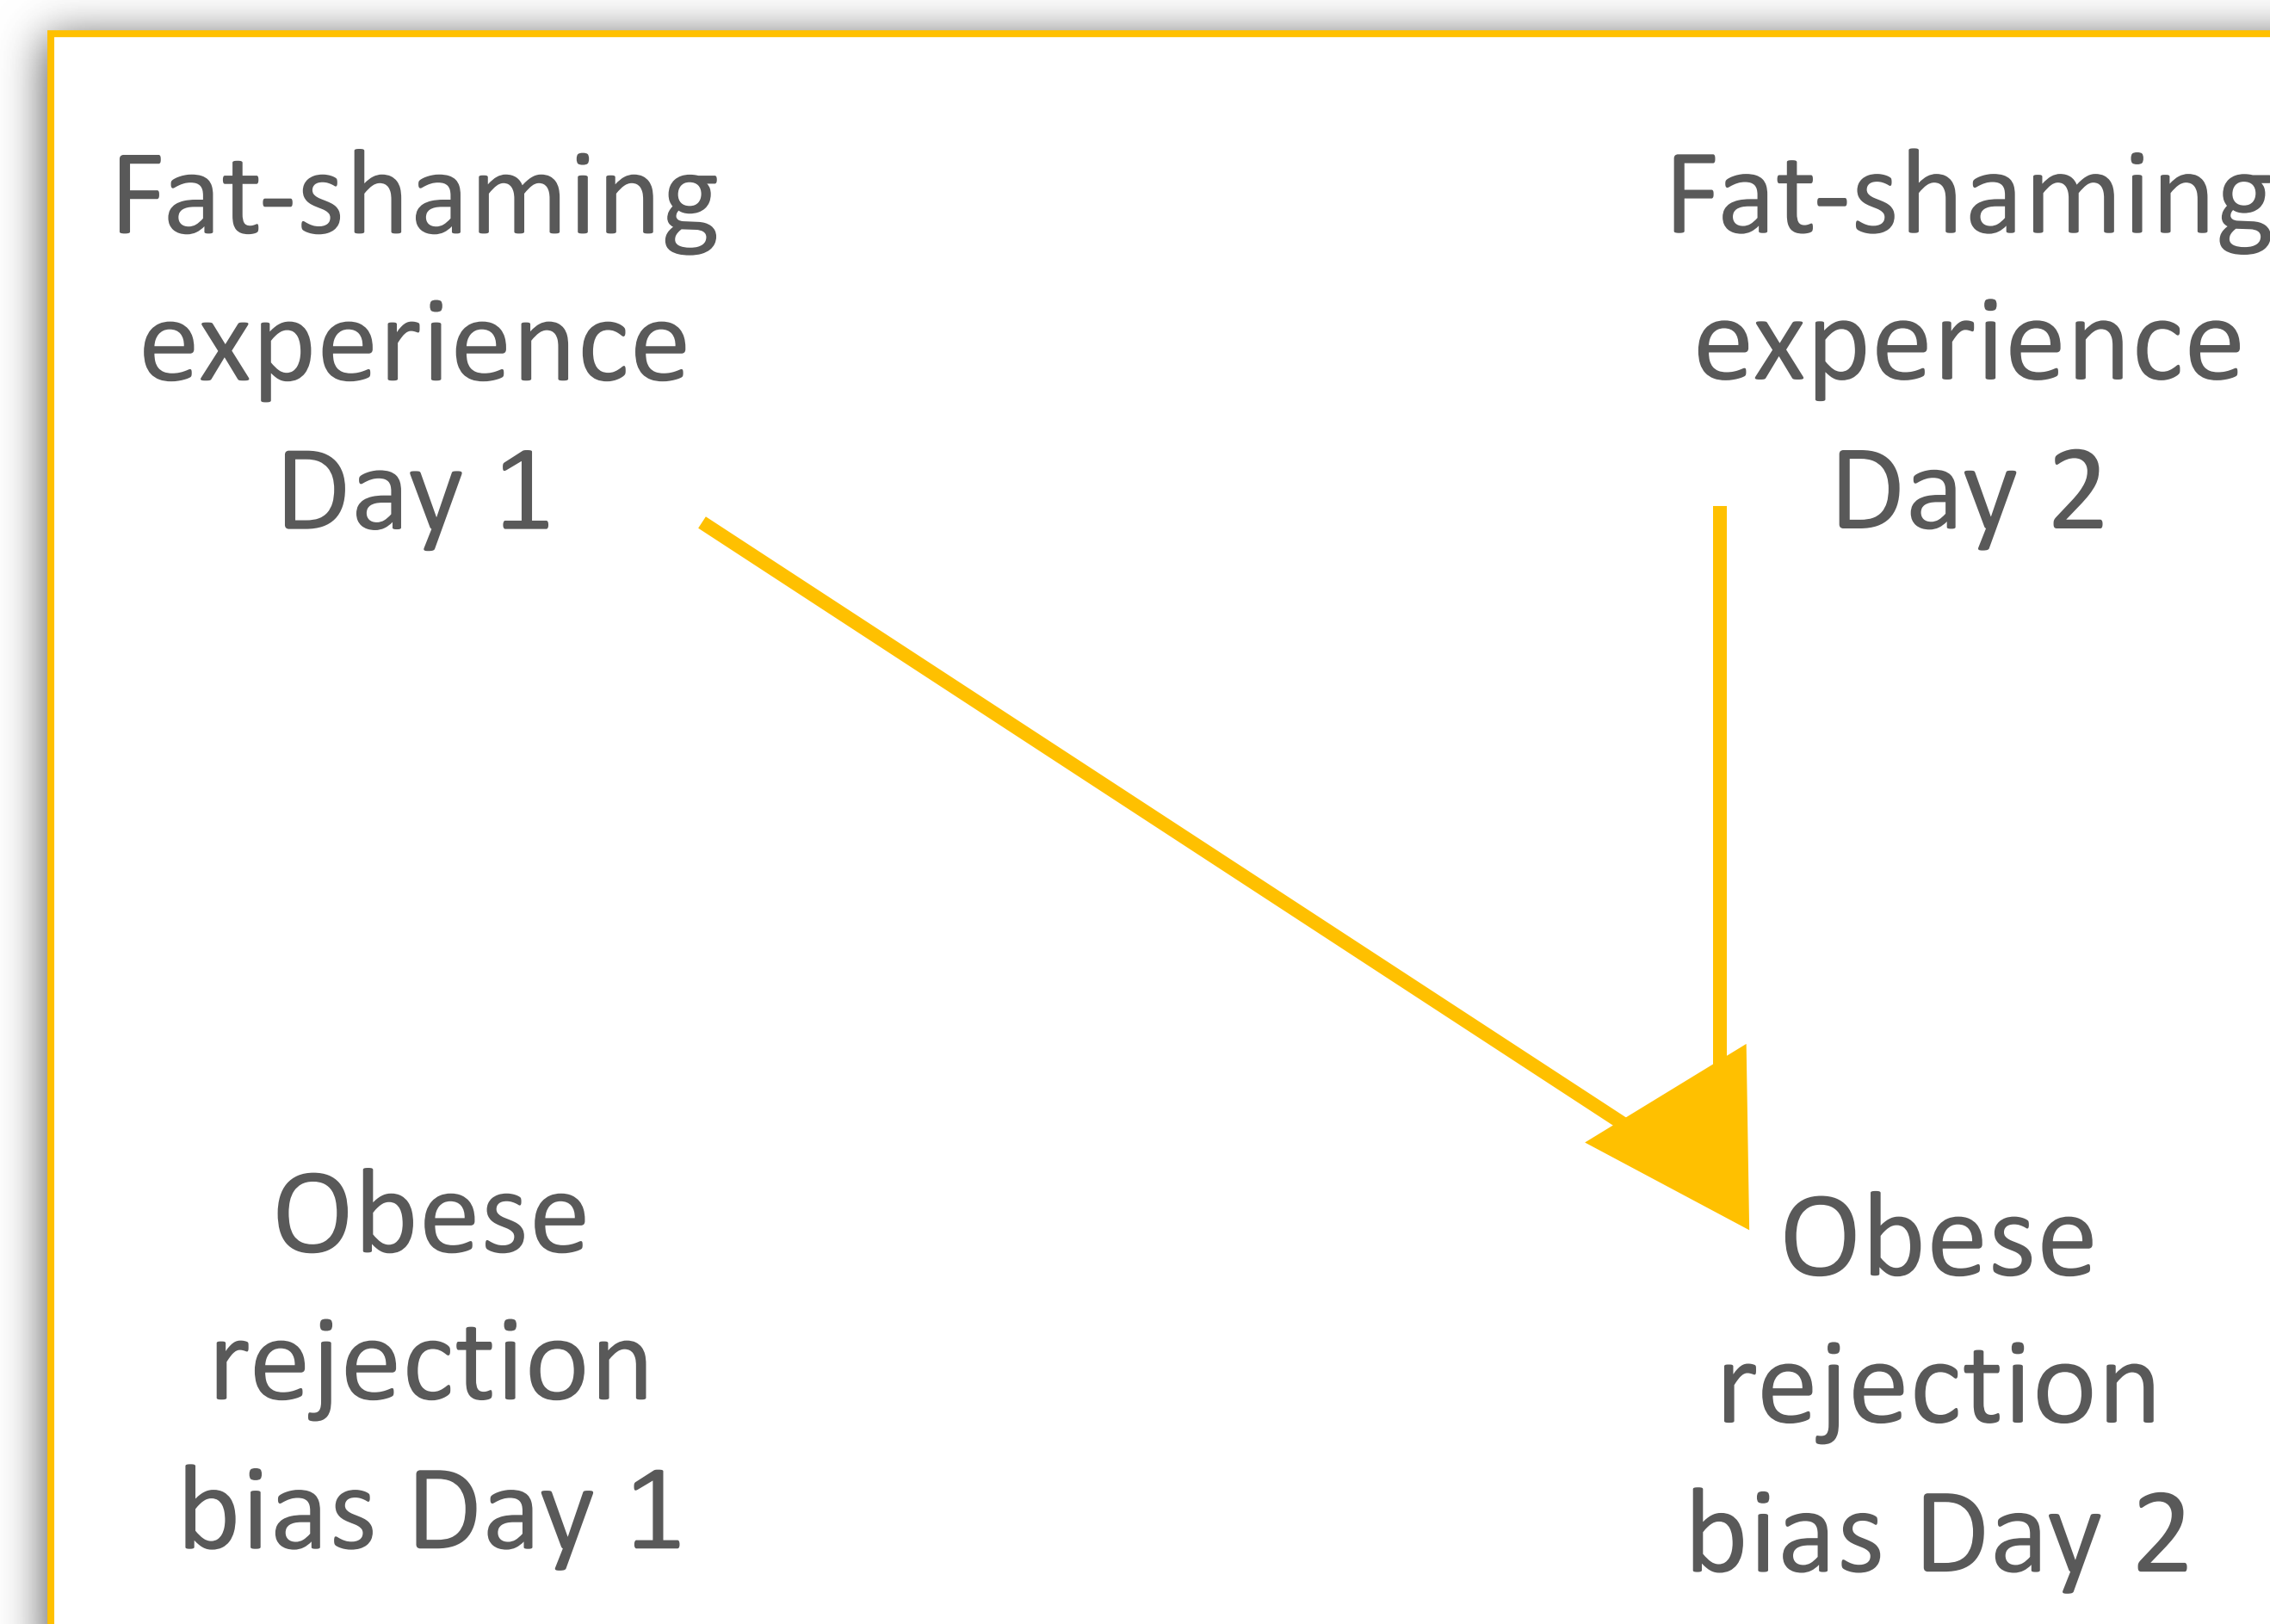 Fat-shaming
experience
Day 1
Fat-shaming
experience
Day 2
Obese
rejection
bias Day 1
Obese
rejection
bias Day 2